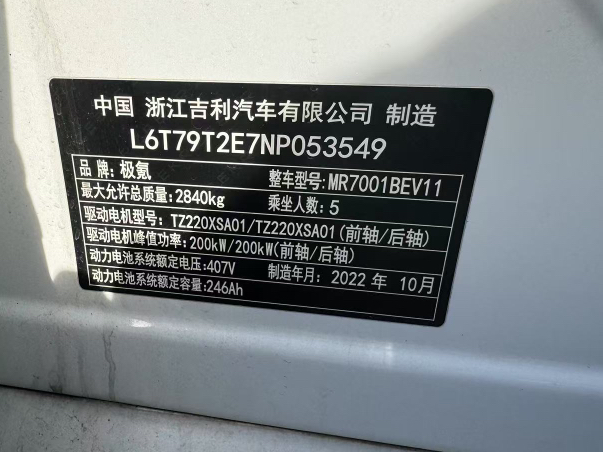 中国 浙江吉利汽车有限公司 制造
L6T79T2E7NP053549
品 牌:极氪 整车型号:MR7001BEV11
最大允许总质量:2840kg 乘坐人数:5
驱动电机型号:TZ220XSA01/TZ220XSA01(前轴/后轴)
驱动电机峰值功率:200kW/200kW(前轴/后轴)
动力电池系统额定电压:407V 制造年月:2022 年 10月
动力电池系统额定容量:246Ah